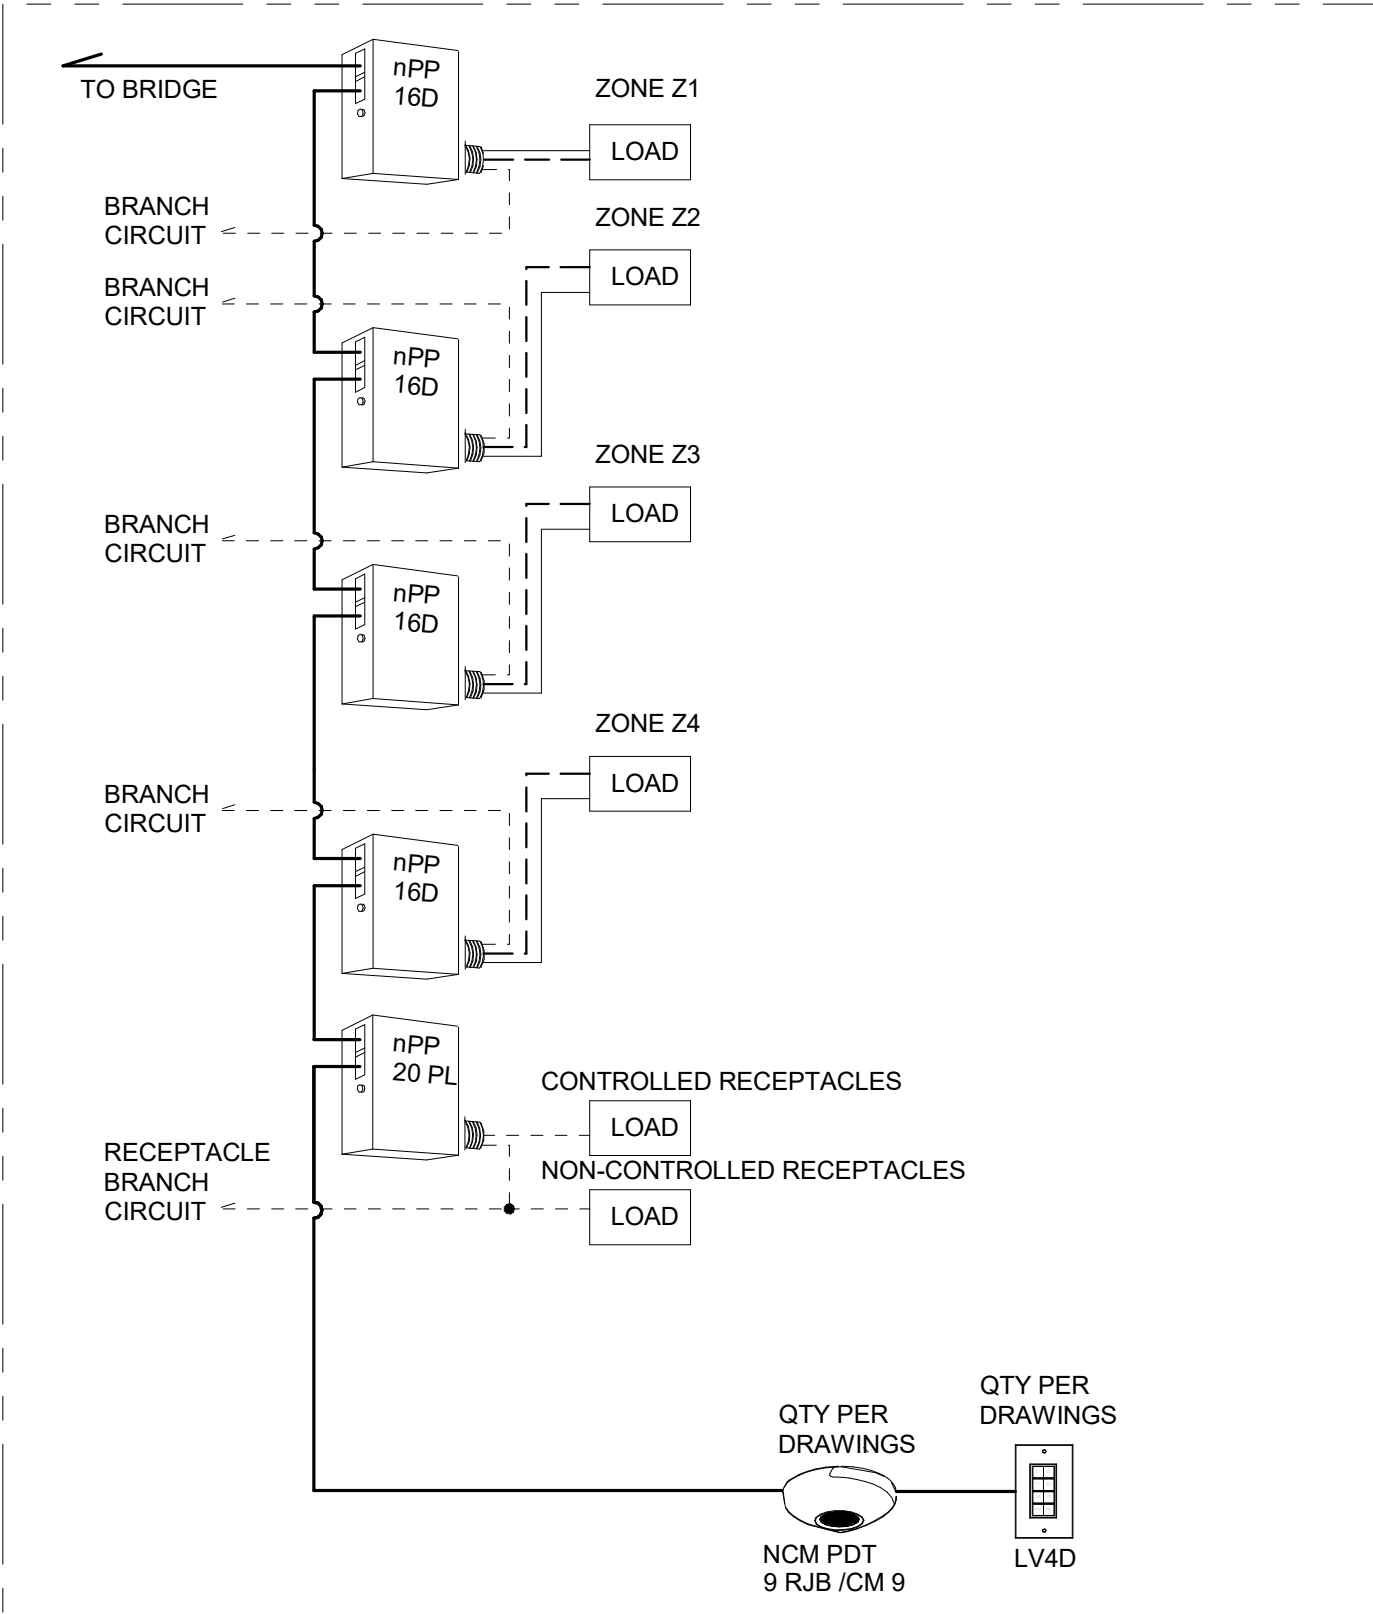 TO BRIDGE
nPP
16D
ZONE Z1
LOAD
BRANCH
CIRCUIT
ZONE Z2
LOAD
BRANCH
CIRCUIT
nPP
16D
ZONE Z3
LOAD
BRANCH
CIRCUIT
nPP
16D
ZONE Z4
LOAD
BRANCH
CIRCUIT
nPP
16D
nPP
20 PL
CONTROLLED RECEPTACLES
LOAD
RECEPTACLE
BRANCH
CIRCUIT
NON-CONTROLLED RECEPTACLES
LOAD
QTY PER
DRAWINGS
QTY PER
DRAWINGS
NCM PDT
9 RJB /CM 9
LV4D